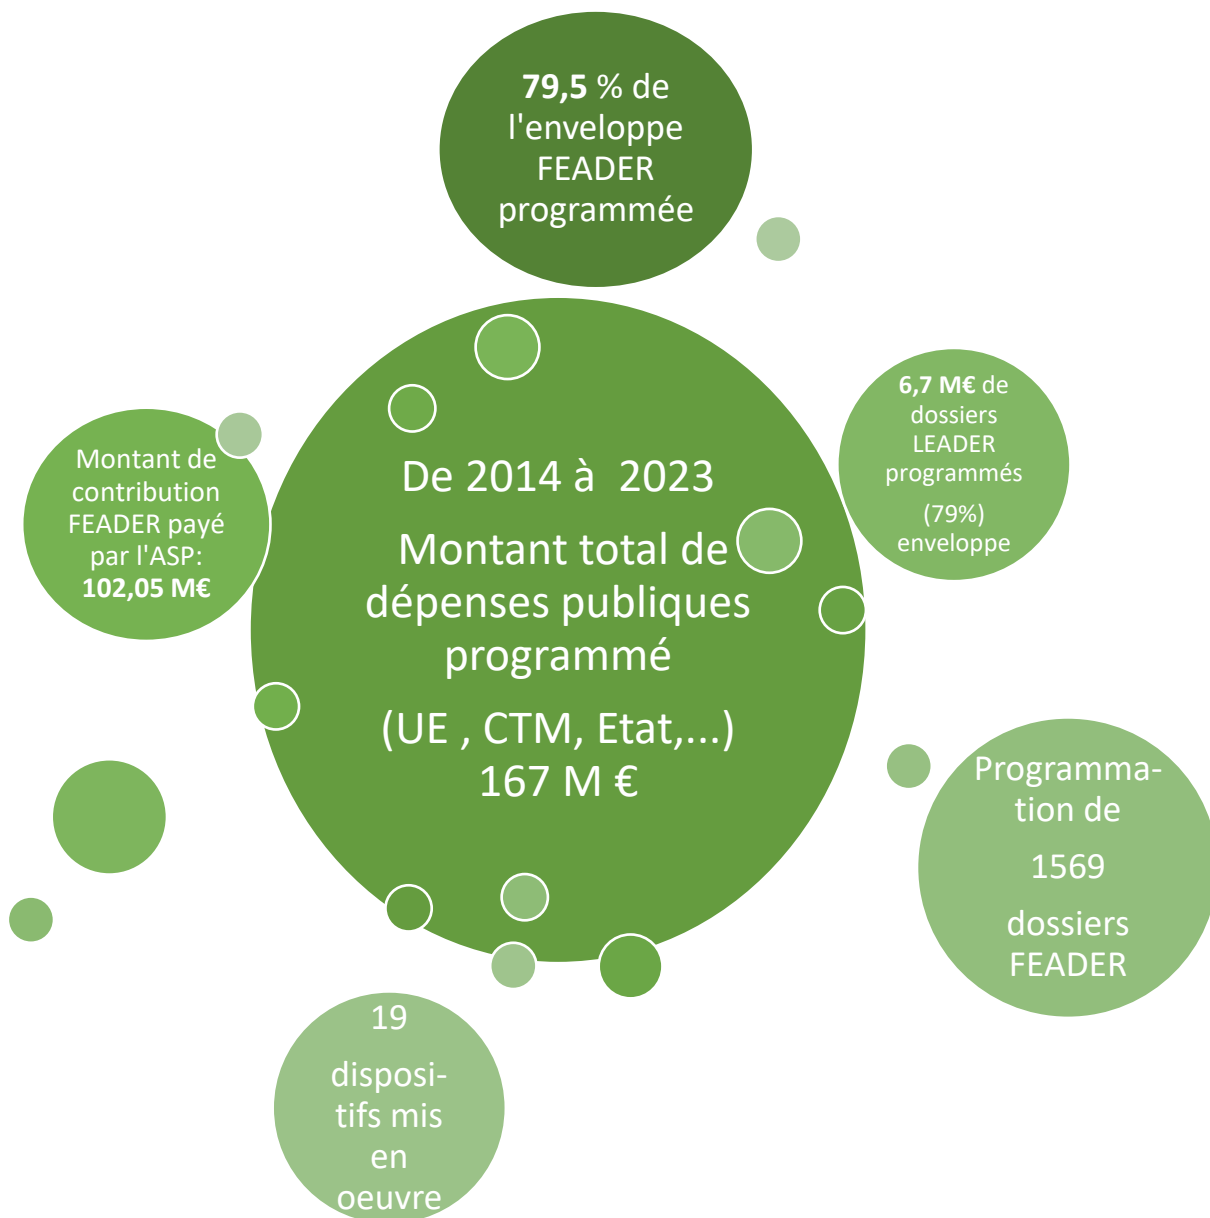 79,5 % de
l'enveloppe
FEADER
programmée
6,7 M€ de
dossiers
LEADER
programmés
(79%)
enveloppe
Montant de
contribution
FEADER payé
par l'ASP:
102,05 M€
De 2014 à  2023
Montant total de
dépenses publiques
programmé
(UE , CTM, Etat,...)
167 M €
Programma-
tion de
1569
dossiers
FEADER
19
disposi-
tifs mis
en
oeuvre